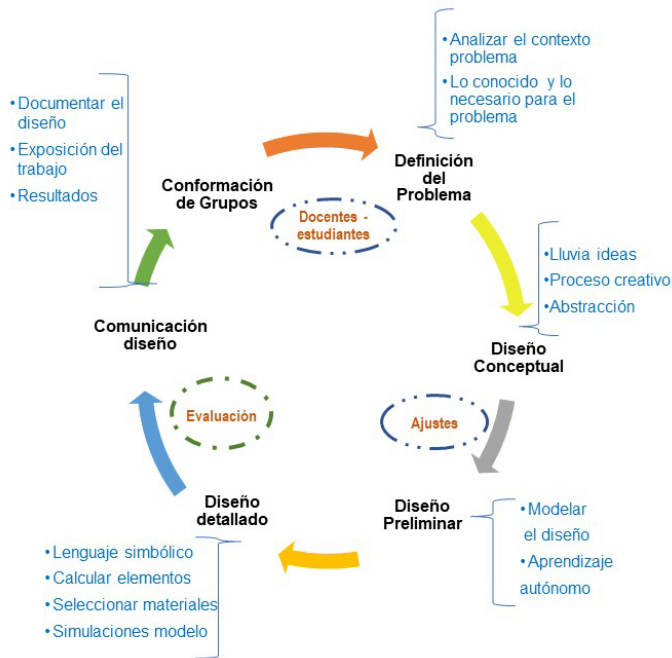 Conformación
de Grupos
Docentes -
estudiantes
Definición
del
Problema
• Analizar el contexto
problema
• Lo conocido y lo
necesario para el
problema
• Lluvia ideas
• Proceso creativo
• Abstracción
Diseño
Conceptual
Ajustes
Diseño
Preliminar
• Modelar
el diseño
• Aprendizaje
autónomo
Diseño
detallado
• Lenguaje simbólico
• Calcular elementos
• Seleccionar materiales
• Simulaciones modelo
Evaluación
Comunicación
diseño
• Documentar el
diseño
• Exposición del
trabajo
• Resultados